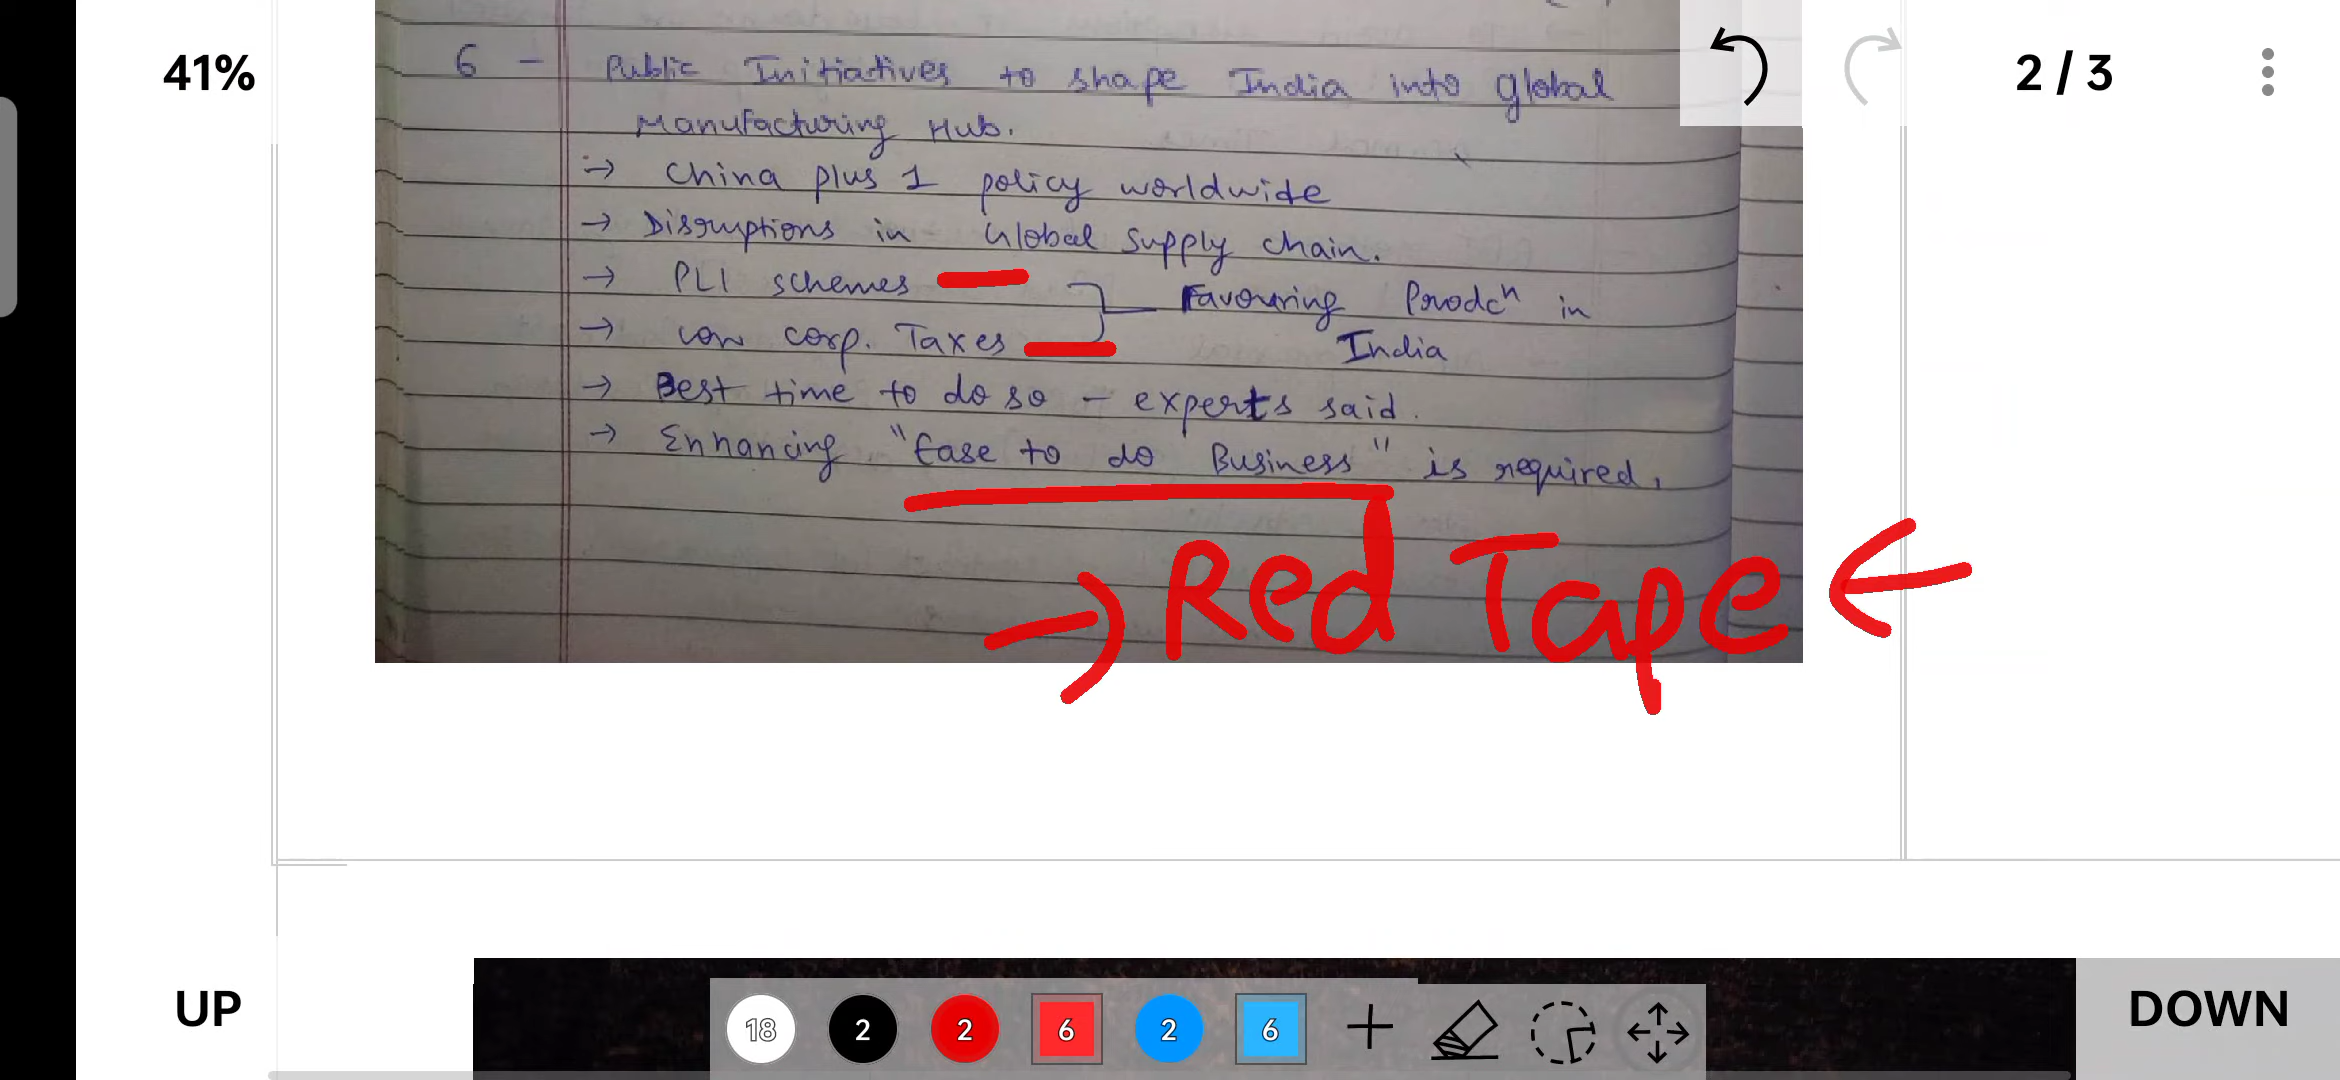 41%
2 / 3
6 - Public Initiatives to shape India into global
Manufacturing Hub.
→ China plus 1 policy worldwide
→ Disruptions in Global supply chain.
→ PLI schemes
Favouring Prodcⁿ in
→ Low corp. Taxes
India
→ Best time to do so - experts said.
→ Enhancing "Ease to do Business" is required.
→ Red Tape ←
UP
DOWN
18 2 2 6 2 6